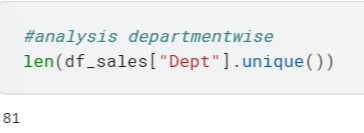 #analysis departmentwise
len(df_sales["Dept"].unique())
81